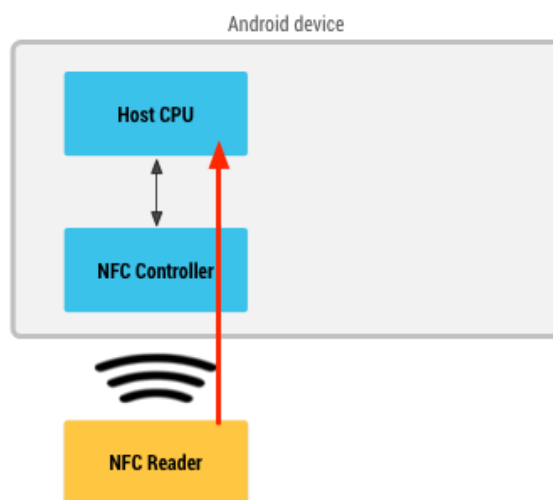 Android device
Host CPU
NFC Controller
NFC Reader